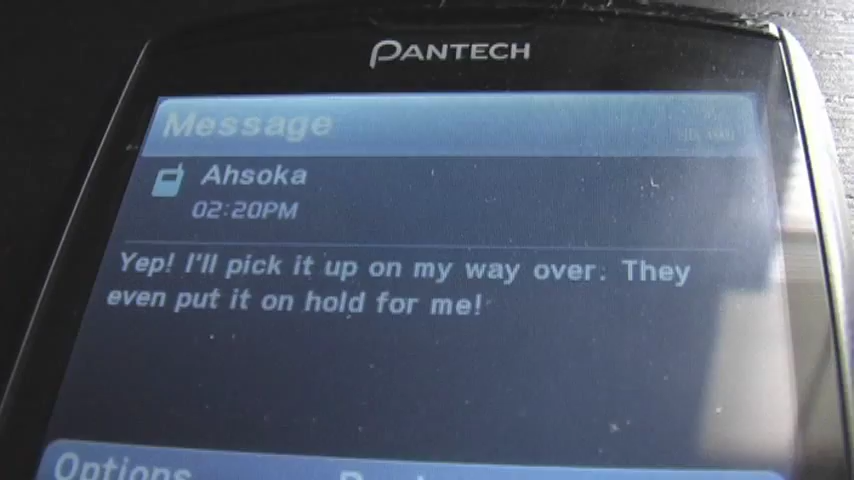 PANTECH
Message
Ahsoka
02:20PM
Yep! I'll pick it up on my way over. They
even put it on hold for me!
Options